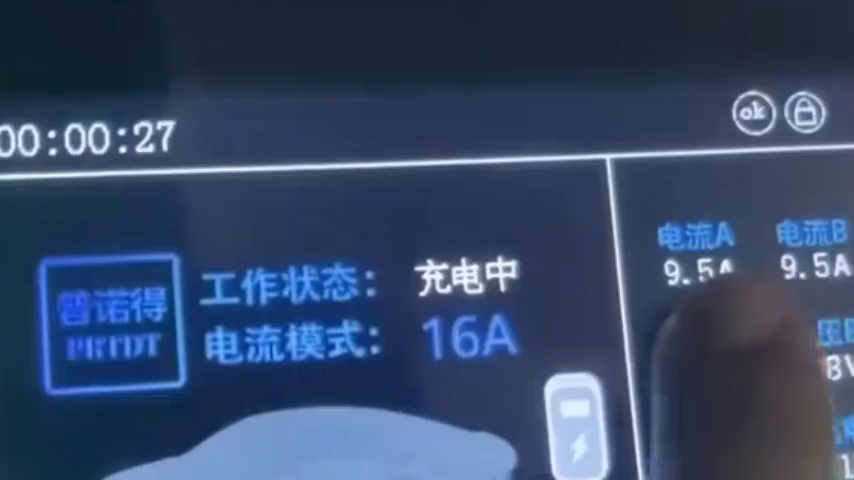 00:00:27
ok
普诺得
PRTDT
工作状态：充电中
电流模式：16A
电流A 电流B
9.5A 9.5A